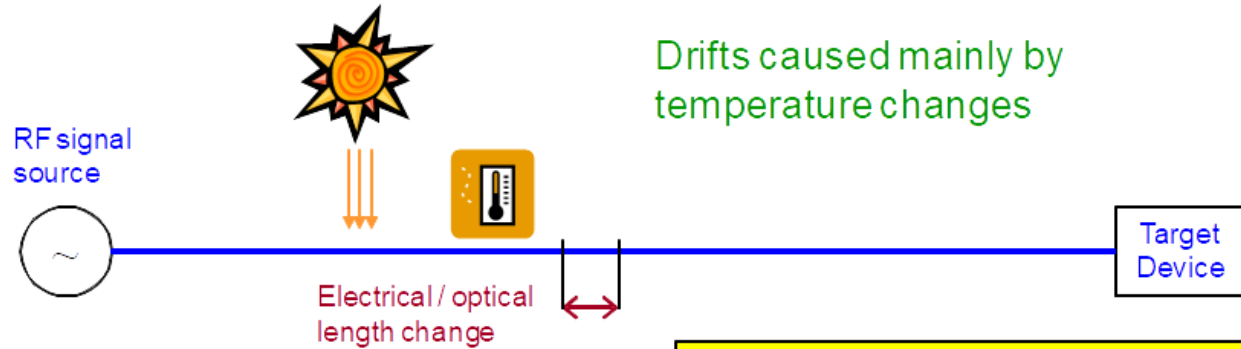 Drifts caused mainly by
temperature changes
RF signal
source
~
Target
Device
Electrical / optical
length change